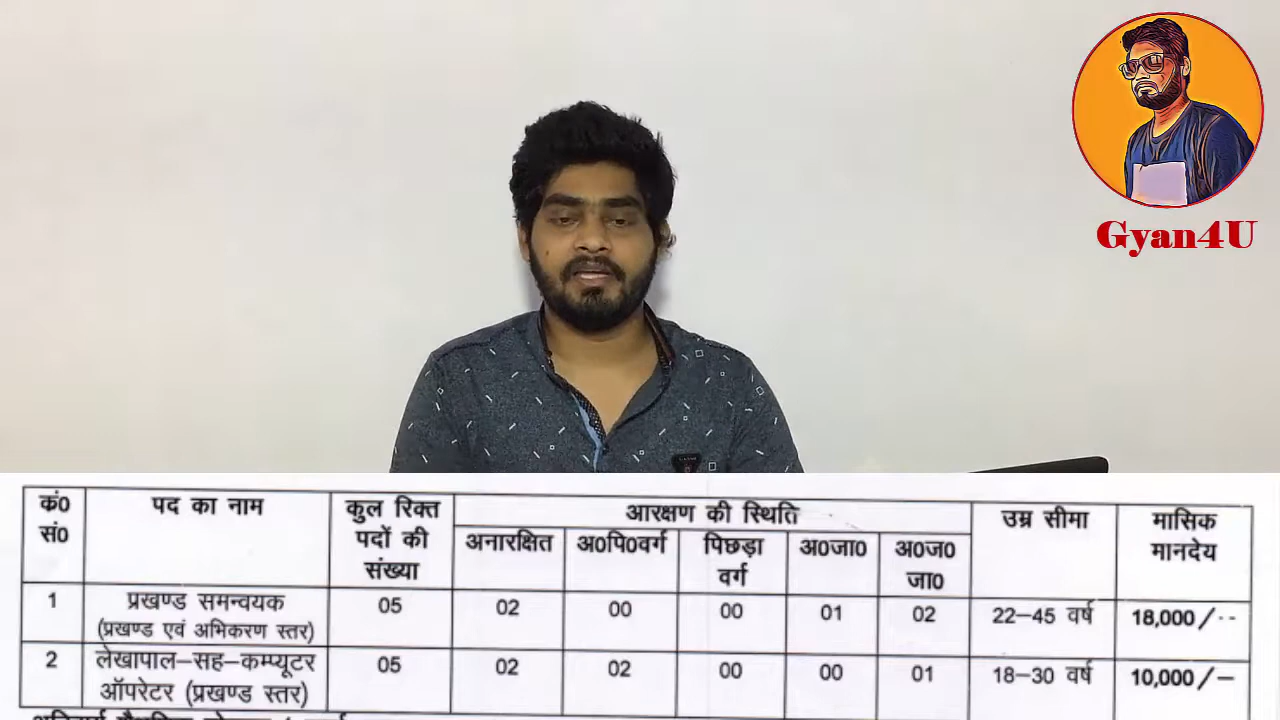 Gyan4U
कं0 सं0 पद का नाम कुल रिक्त पदों की संख्या आरक्षण की स्थिति उम्र सीमा मासिक मानदेय
अनारक्षित अ0पि0वर्ग पिछड़ा वर्ग अ0जा0 अ0ज0 जा0
1 प्रखण्ड समन्वयक 05 02 00 00 01 02 22–45 वर्ष 18,000/--
(प्रखण्ड एवं अभिकरण स्तर)
2 लेखापाल–सह–कम्प्यूटर 05 02 02 00 00 01 18–30 वर्ष 10,000/–
ऑपरेटर (प्रखण्ड स्तर)